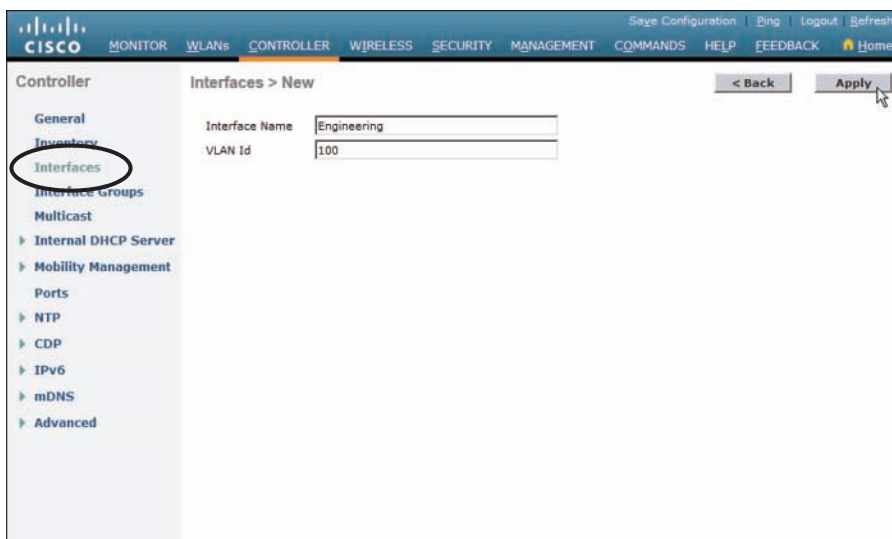 Save Configuration | Ping | Logout | Refresh
CISCO MONITOR WLANs CONTROLLER WIRELESS SECURITY MANAGEMENT COMMANDS HELP FEEDBACK Home
Controller
Interfaces > New
< Back
Apply
General
Inventory
Interfaces
Interface Groups
Multicast
Internal DHCP Server
Mobility Management
Ports
NTP
CDP
IPv6
mDNS
Advanced
Interface Name Engineering
VLAN Id 100